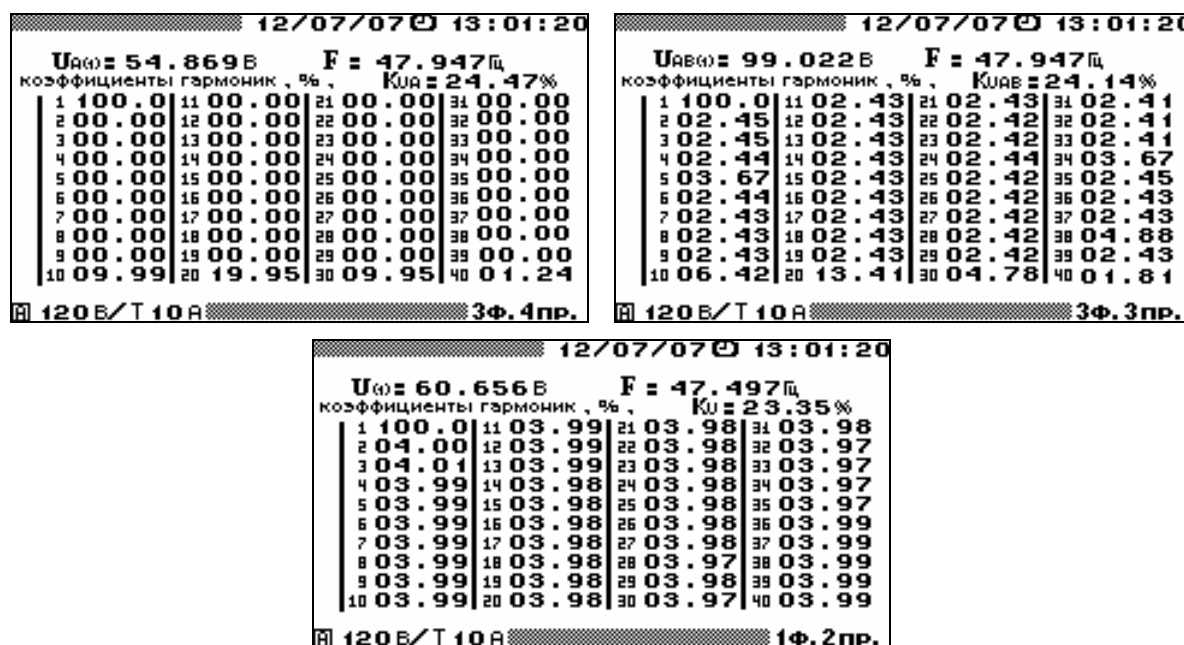 12/07/07 13:01:20
UA(1)= 54.869В F = 47.947Гц
коэффициенты гармоник , % , KUA = 24.47%
1 100.0 11 00.00 21 00.00 31 00.00
2 00.00 12 00.00 22 00.00 32 00.00
3 00.00 13 00.00 23 00.00 33 00.00
4 00.00 14 00.00 24 00.00 34 00.00
5 00.00 15 00.00 25 00.00 35 00.00
6 00.00 16 00.00 26 00.00 36 00.00
7 00.00 17 00.00 27 00.00 37 00.00
8 00.00 18 00.00 28 00.00 38 00.00
9 00.00 19 00.00 29 00.00 39 00.00
10 09.99 20 19.95 30 09.95 40 01.24
А 120В/Т10А 3ф.4пр.
12/07/07 13:01:20
UAB(1)= 99.022В F = 47.947Гц
коэффициенты гармоник , % , KUAB = 24.14%
1 100.0 11 02.43 21 02.43 31 02.41
2 02.45 12 02.43 22 02.42 32 02.41
3 02.45 13 02.43 23 02.42 33 02.41
4 02.44 14 02.43 24 02.44 34 03.67
5 03.67 15 02.43 25 02.42 35 02.45
6 02.44 16 02.43 26 02.42 36 02.43
7 02.43 17 02.43 27 02.42 37 02.43
8 02.43 18 02.43 28 02.42 38 04.88
9 02.43 19 02.43 29 02.42 39 02.43
10 06.42 20 13.41 30 04.78 40 01.81
А 120В/Т10А 3ф.3пр.
12/07/07 13:01:20
U(1)= 60.656В F = 47.497Гц
коэффициенты гармоник , % , KU = 23.35%
1 100.0 11 03.99 21 03.98 31 03.98
2 04.00 12 03.99 22 03.98 32 03.97
3 04.01 13 03.99 23 03.98 33 03.97
4 03.99 14 03.98 24 03.98 34 03.97
5 03.99 15 03.98 25 03.98 35 03.97
6 03.99 16 03.98 26 03.98 36 03.99
7 03.99 17 03.98 27 03.98 37 03.99
8 03.99 18 03.98 28 03.97 38 03.99
9 03.99 19 03.98 29 03.98 39 03.99
10 03.99 20 03.98 30 03.97 40 03.99
А 120В/Т10А 1ф.2пр.